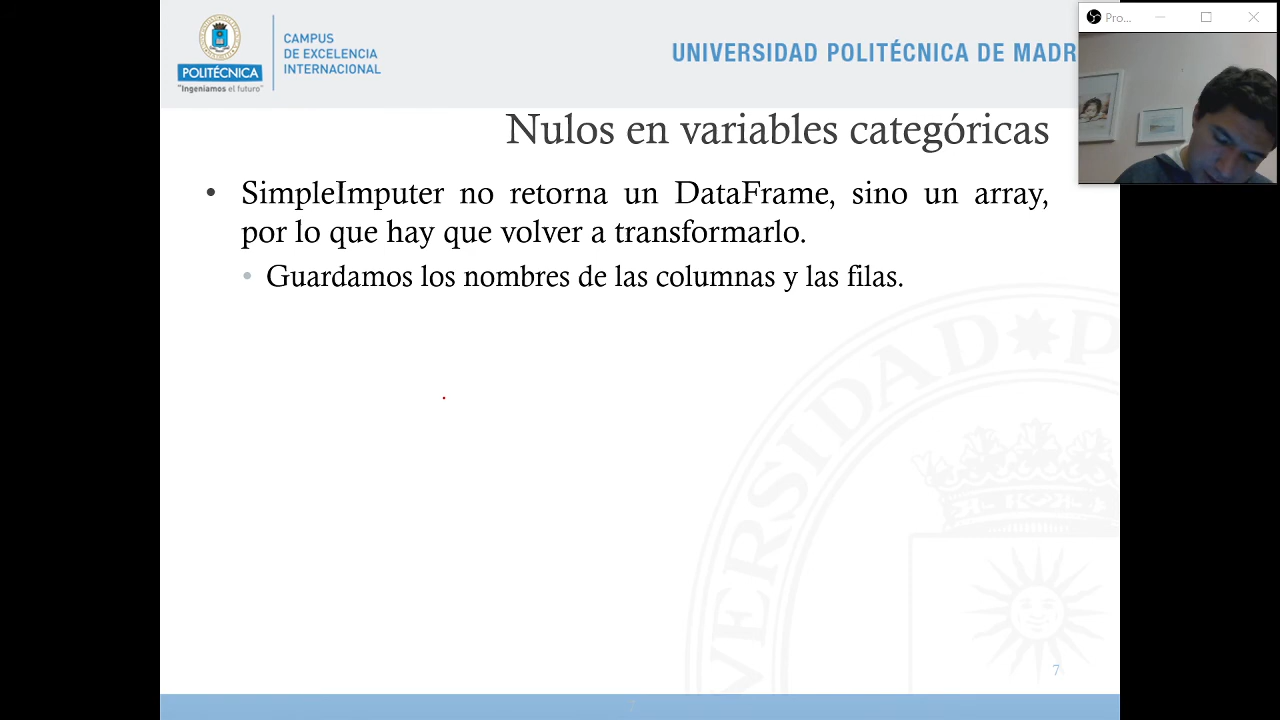 POLITÉCNICA
"Ingeniamos el futuro"
CAMPUS
DE EXCELENCIA
INTERNACIONAL
UNIVERSIDAD POLITÉCNICA DE MADR
Pro...
Nulos en variables categóricas
• SimpleImputer no retorna un DataFrame, sino un array,
por lo que hay que volver a transformarlo.
• Guardamos los nombres de las columnas y las filas.
VERSIDAD P
7
7